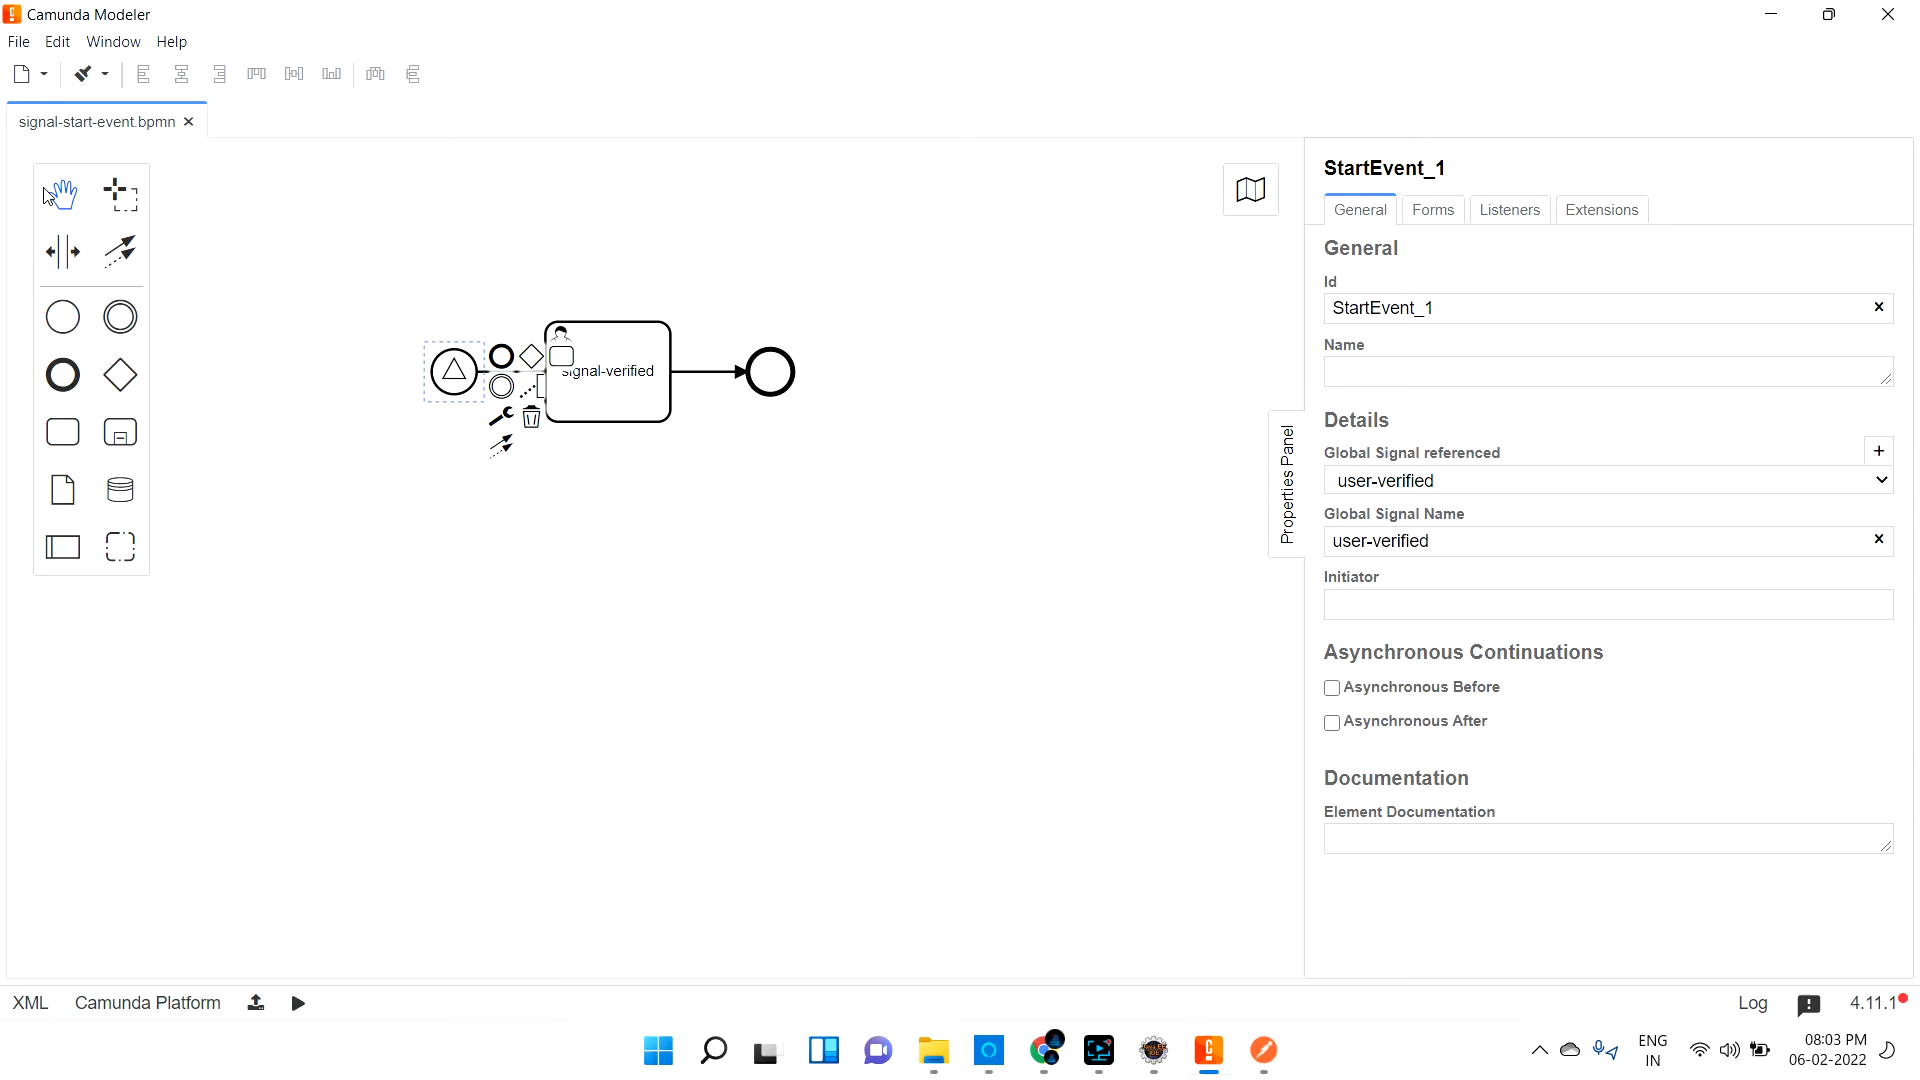 Camunda Modeler
File Edit Window Help
signal-start-event.bpmn
StartEvent_1
General Forms Listeners Extensions
General
Id
StartEvent_1
Name
signal-verified
Details
Global Signal referenced
user-verified
Global Signal Name
user-verified
Initiator
Properties Panel
Asynchronous Continuations
Asynchronous Before
Asynchronous After
Documentation
Element Documentation
XML Camunda Platform Log 4.11.1
ENG
IN
08:03 PM
06-02-2022